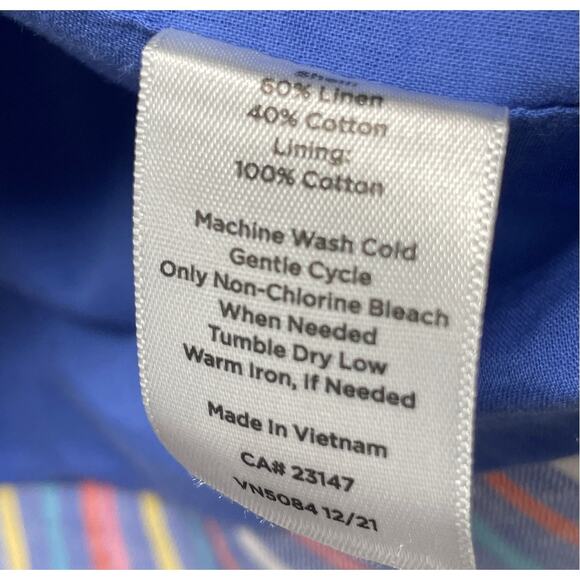 Shell:
60% Linen
40% Cotton
Lining:
100% Cotton
Machine Wash Cold
Gentle Cycle
Only Non-Chlorine Bleach
When Needed
Tumble Dry Low
Warm Iron, If Needed
Made In Vietnam
CA# 23147
VN5084 12/21